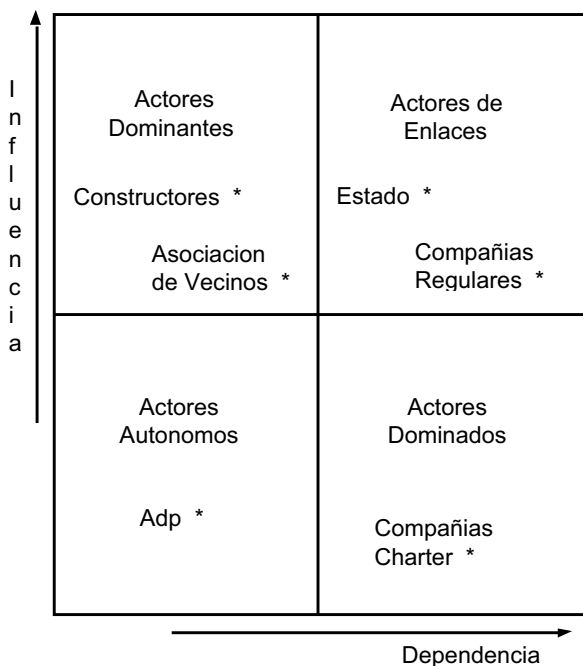 Influencia
Actores
Dominantes
Constructores *
Asociacion
de Vecinos *
Actores de
Enlaces
Estado *
Compañias
Regulares *
Actores
Autonomos
Adp *
Actores
Dominados
Compañias
Charter *
Dependencia